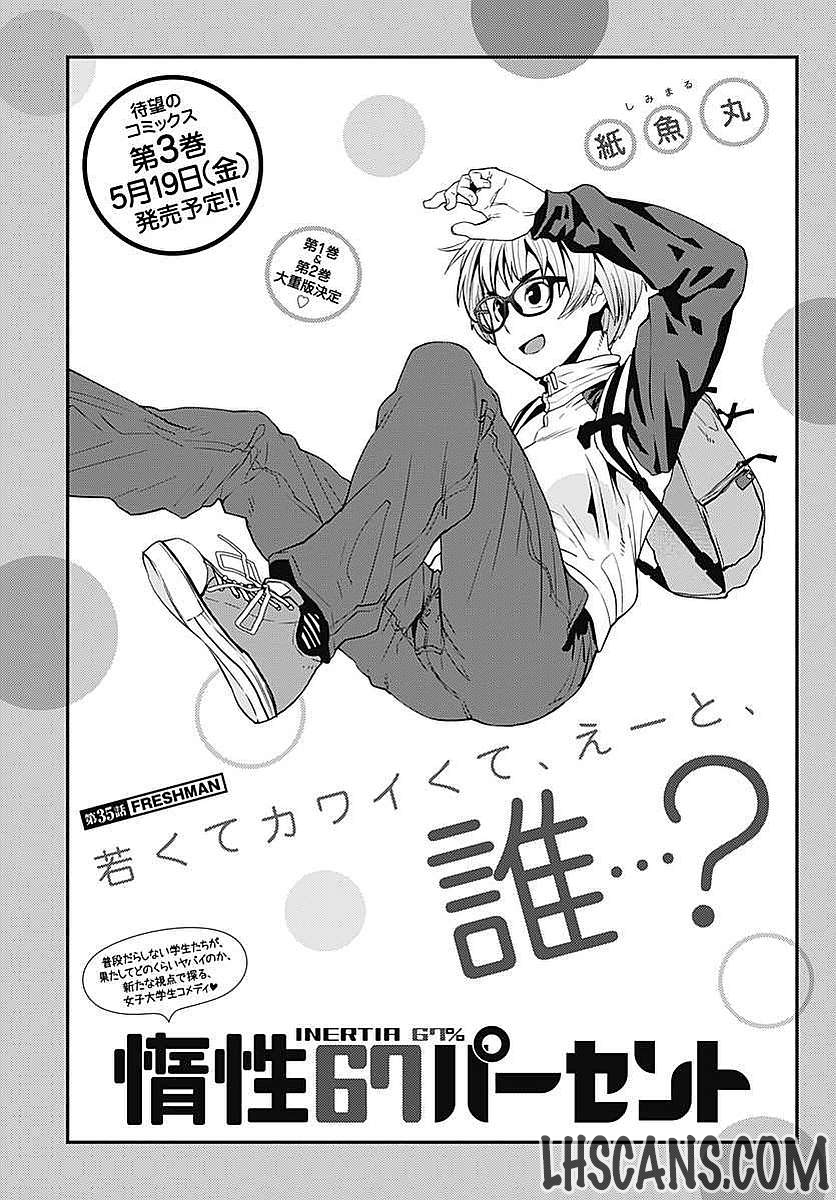 待望の
コミックス
第3巻
5月19日(金)
発売予定!!
しみまる
紙魚丸
第1巻
&
第2巻
大重版決定
♡
若くてカワイくて、えーと、
誰…?
第35話 FRESHMAN
普段だらしない学生たちが、
果たしてどのくらいヤバイのか、
新たな視点で探る、
女子大学生コメディ♥
INERTIA 67%
惰性67パーセント
LHSCANS.COM